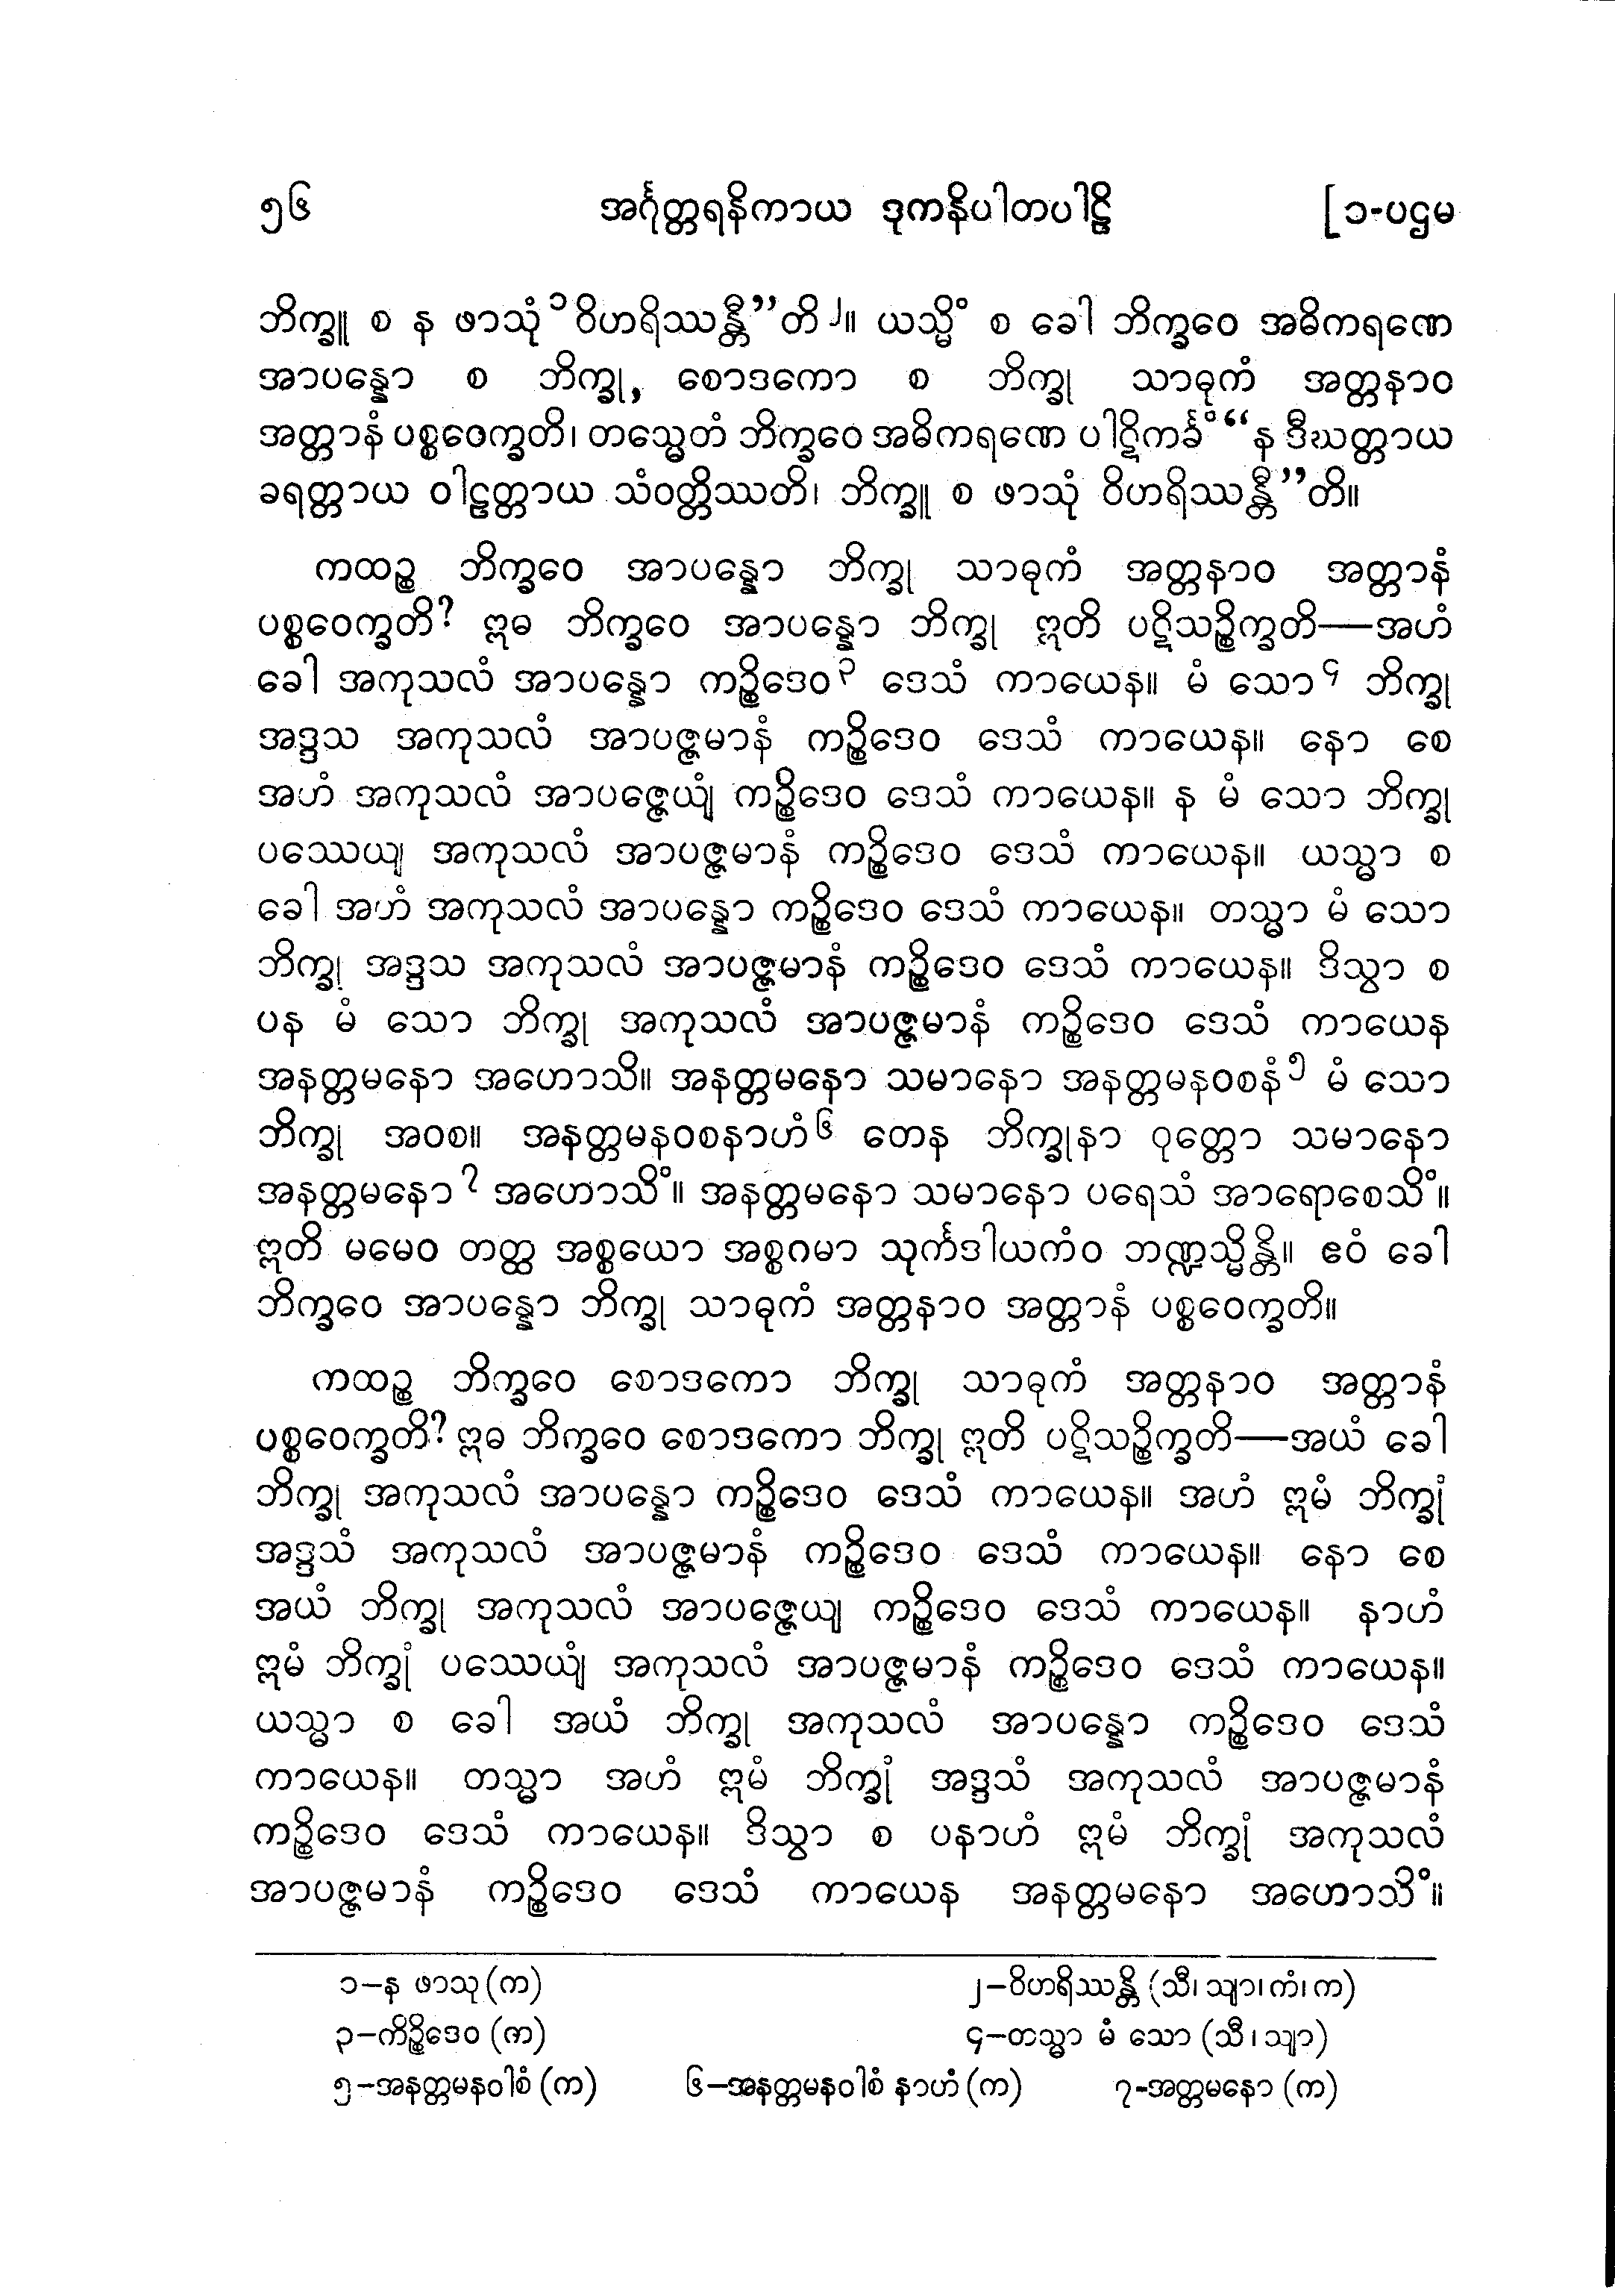 ၅၆ အင်္ဂုတ္တရနိကာယ ဒုကနိပါတပါဠိ [၁-ပဌမ
ဘိက္ခူ စ န ဖာသုံ၁ ဝိဟရိဿန္တီ”တိ၂။ ယသ္မိံ စ ခေါ ဘိက္ခဝေ အဓိကရဏေ
အာပန္နော စ ဘိက္ခု, စောဒကော စ ဘိက္ခု သာဓုကံ အတ္တနာဝ
အတ္တာနံ ပစ္စဝေက္ခတိ၊ တသ္မေတံ ဘိက္ခဝေ အဓိကရဏေ ပါဋိကင်္ခံ “န ဒီဃတ္တာယ
ခရတ္တာယ ဝါဠတ္တာယ သံဝတ္တိဿတိ၊ ဘိက္ခူ စ ဖာသုံ ဝိဟရိဿန္တီ”တိ။
ကထဉ္စ ဘိက္ခဝေ အာပန္နော ဘိက္ခု သာဓုကံ အတ္တနာဝ အတ္တာနံ
ပစ္စဝေက္ခတိ? ဣဓ ဘိက္ခဝေ အာပန္နော ဘိက္ခု ဣတိ ပဋိသဉ္စိက္ခတိ—အဟံ
ခေါ အကုသလံ အာပန္နော ကဉ္စိဒေဝ၃ ဒေသံ ကာယေန။ မံ သော၄ ဘိက္ခု
အဒ္ဒသ အကုသလံ အာပဇ္ဇမာနံ ကဉ္စိဒေဝ ဒေသံ ကာယေန။ နော စေ
အဟံ အကုသလံ အာပဇ္ဇေယျံ ကဉ္စိဒေဝ ဒေသံ ကာယေန။ န မံ သော ဘိက္ခု
ပဿေယျ အကုသလံ အာပဇ္ဇမာနံ ကဉ္စိဒေဝ ဒေသံ ကာယေန။ ယသ္မာ စ
ခေါ အဟံ အကုသလံ အာပန္နော ကဉ္စိဒေဝ ဒေသံ ကာယေန။ တသ္မာ မံ သော
ဘိက္ခု အဒ္ဒသ အကုသလံ အာပဇ္ဇမာနံ ကဉ္စိဒေဝ ဒေသံ ကာယေန။ ဒိသွာ စ
ပန မံ သော ဘိက္ခု အကုသလံ အာပဇ္ဇမာနံ ကဉ္စိဒေဝ ဒေသံ ကာယေန
အနတ္တမနော အဟောသိ။ အနတ္တမနော သမာနော အနတ္တမနဝစနံ၅ မံ သော
ဘိက္ခု အဝစ။ အနတ္တမနဝစနာဟံ၆ တေန ဘိက္ခုနာ ဝုတ္တော သမာနော
အနတ္တမနော၇ အဟောသိံ။ အနတ္တမနော သမာနော ပရေသံ အာရောစေသိံ။
ဣတိ မမေဝ တတ္ထ အစ္စယော အစ္စဂမာ သုင်္ကဒါယကံဝ ဘဏ္ဍသ္မိန္တိ။ ဧဝံ ခေါ
ဘိက္ခဝေ အာပန္နော ဘိက္ခု သာဓုကံ အတ္တနာဝ အတ္တာနံ ပစ္စဝေက္ခတိ။
ကထဉ္စ ဘိက္ခဝေ စောဒကော ဘိက္ခု သာဓုကံ အတ္တနာဝ အတ္တာနံ
ပစ္စဝေက္ခတိ? ဣဓ ဘိက္ခဝေ စောဒကော ဘိက္ခု ဣတိ ပဋိသဉ္စိက္ခတိ—အယံ ခေါ
ဘိက္ခု အကုသလံ အာပန္နော ကဉ္စိဒေဝ ဒေသံ ကာယေန။ အဟံ ဣမံ ဘိက္ခုံ
အဒ္ဒသံ အကုသလံ အာပဇ္ဇမာနံ ကဉ္စိဒေဝ ဒေသံ ကာယေန။ နော စေ
အယံ ဘိက္ခု အကုသလံ အာပဇ္ဇေယျ ကဉ္စိဒေဝ ဒေသံ ကာယေန။ နာဟံ
ဣမံ ဘိက္ခုံ ပဿေယျံ အကုသလံ အာပဇ္ဇမာနံ ကဉ္စိဒေဝ ဒေသံ ကာယေန။
ယသ္မာ စ ခေါ အယံ ဘိက္ခု အကုသလံ အာပန္နော ကဉ္စိဒေဝ ဒေသံ
ကာယေန။ တသ္မာ အဟံ ဣမံ ဘိက္ခုံ အဒ္ဒသံ အကုသလံ အာပဇ္ဇမာနံ
ကဉ္စိဒေဝ ဒေသံ ကာယေန။ ဒိသွာ စ ပနာဟံ ဣမံ ဘိက္ခုံ အကုသလံ
အာပဇ္ဇမာနံ ကဉ္စိဒေဝ ဒေသံ ကာယေန အနတ္တမနော အဟောသိံ။
၁–န ဖာသု (က) ၂–ဝိဟရိဿန္တိ (သီ၊ သျာ၊ ကံ၊ က)
၃–ကိဉ္စိဒေဝ (က) ၄–တသ္မာ မံ သော (သီ၊ သျာ)
၅–အနတ္တမနဝါစံ (က) ၆–အနတ္တမနဝါစံ နာဟံ (က) ၇-အတ္တမနော (က)